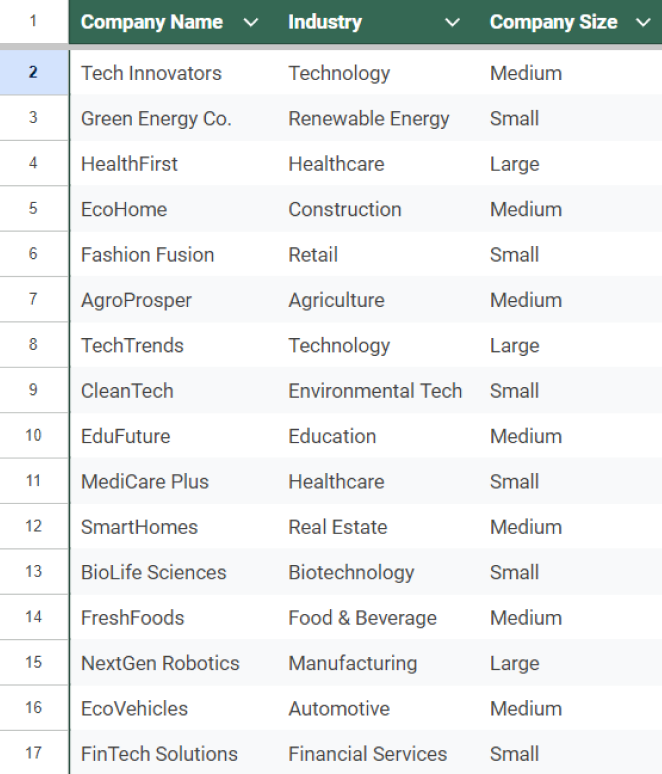 1 Company Name Industry Company Size
2 Tech Innovators Technology Medium
3 Green Energy Co. Renewable Energy Small
4 HealthFirst Healthcare Large
5 EcoHome Construction Medium
6 Fashion Fusion Retail Small
7 AgroProsper Agriculture Medium
8 TechTrends Technology Large
9 CleanTech Environmental Tech Small
10 EduFuture Education Medium
11 MediCare Plus Healthcare Small
12 SmartHomes Real Estate Medium
13 BioLife Sciences Biotechnology Small
14 FreshFoods Food & Beverage Medium
15 NextGen Robotics Manufacturing Large
16 EcoVehicles Automotive Medium
17 FinTech Solutions Financial Services Small